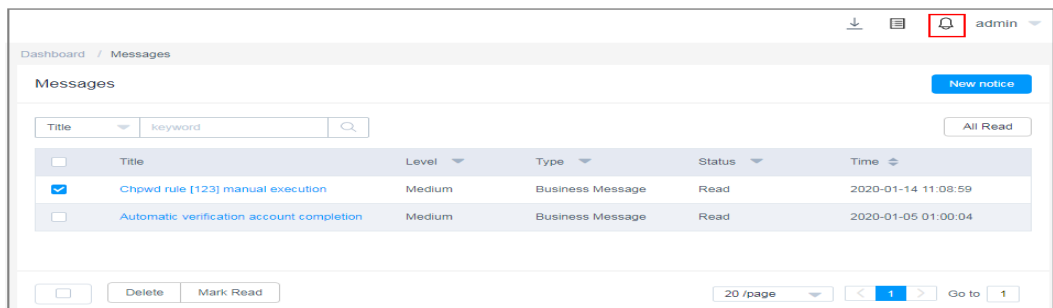 admin
Dashboard / Messages
Messages
New notice
Title keyword
All Read
Title Level Type Status Time
Chpwd rule [123] manual execution Medium Business Message Read 2020-01-14 11:08:59
Automatic verification account completion Medium Business Message Read 2020-01-05 01:00:04
Delete Mark Read 20 /page < 1 > Go to 1